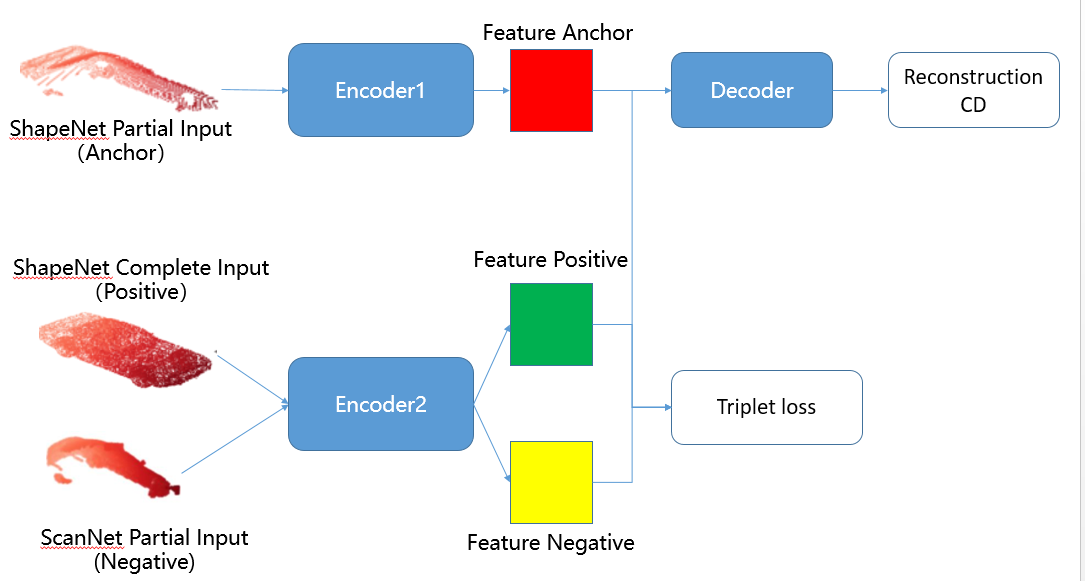 Feature Anchor
Encoder1
Decoder
Reconstruction
CD
ShapeNet Partial Input
(Anchor)
ShapeNet Complete Input
(Positive)
Feature Positive
Encoder2
Triplet loss
ScanNet Partial Input
(Negative)
Feature Negative